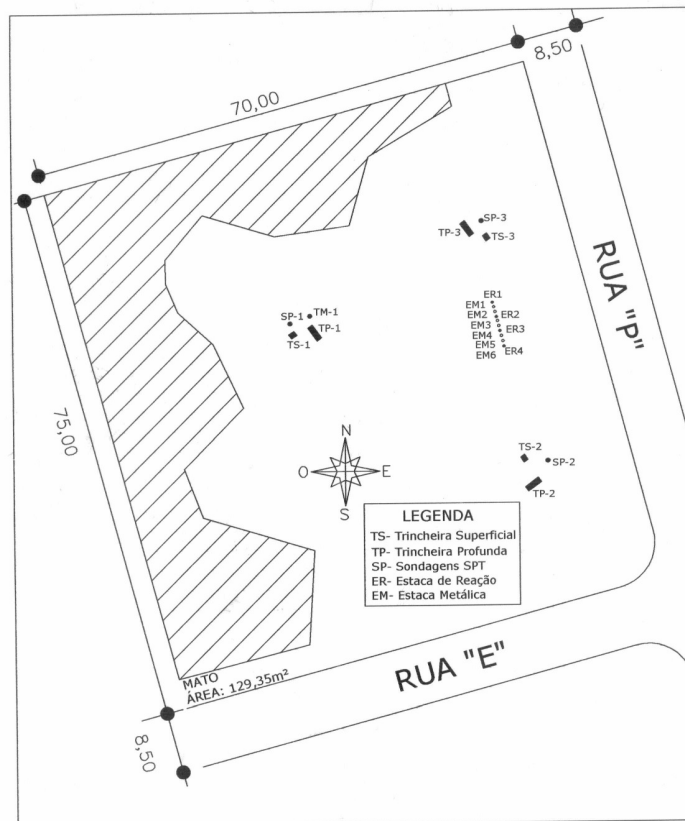 8,50
70,00
SP-3
TP-3
TS-3
RUA "P"
ER1
EM1
EM2
ER2
EM3
ER3
EM4
EM5
ER4
EM6
SP-1
TM-1
TP-1
TS-1
75,00
N
O
E
S
TS-2
SP-2
TP-2
LEGENDA
TS- Trincheira Superficial
TP- Trincheira Profunda
SP- Sondagens SPT
ER- Estaca de Reação
EM- Estaca Metálica
RUA "E"
MATO
ÁREA: 129,35m²
8,50